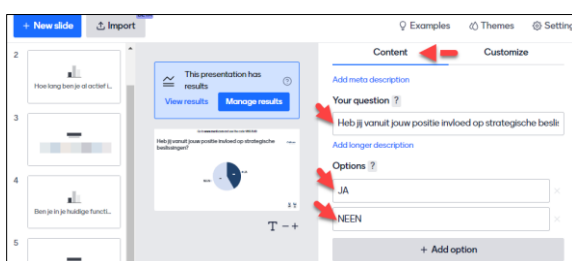 + New slide
Import
Examples
Themes
Setting
2
Hoe lang ben je al actief i...
3
4
Ben je in je huidige functi...
5
This presentation has
results
View results
Manage results
Heb jij vanuit jouw positie invloed op strategische
beslissingen?
T - +
Content
Customize
Add meta description
Your question ?
Heb jij vanuit jouw positie invloed op strategische beslis
Add longer description
Options ?
JA
NEEN
+ Add option